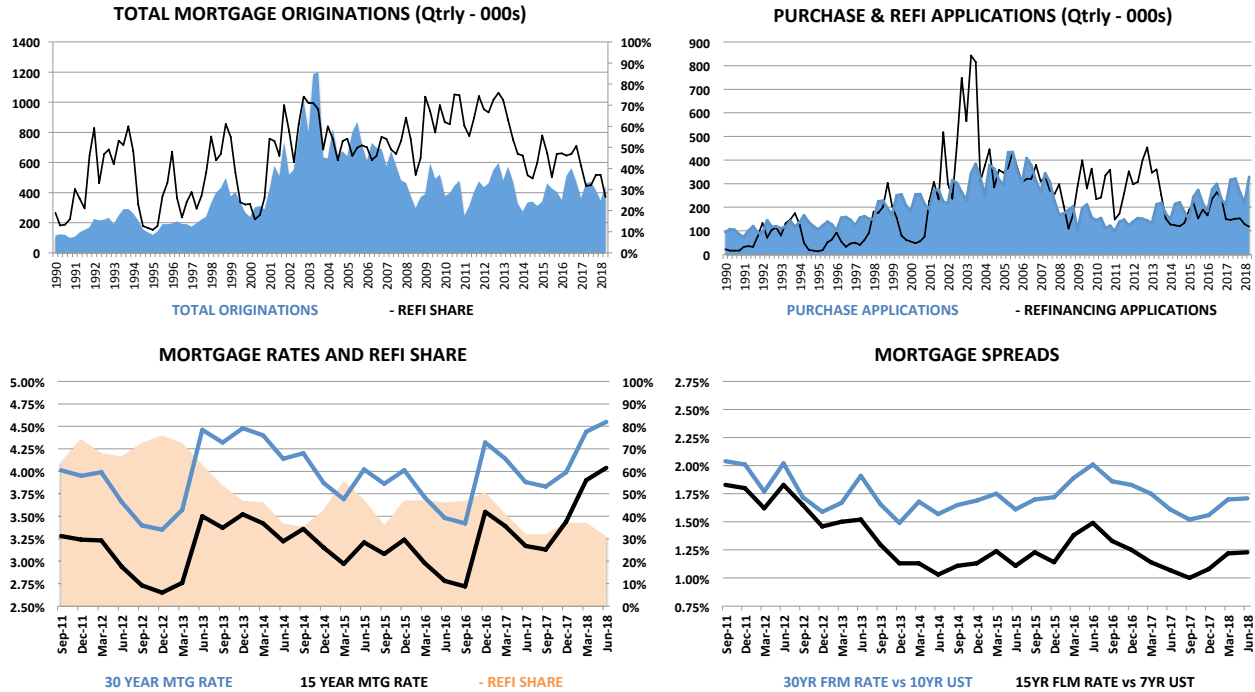 TOTAL MORTGAGE ORIGINATIONS (Qtrly - 000s)
1400
1200
1000
800
600
400
200
0
100%
90%
80%
70%
60%
50%
40%
30%
20%
10%
0%
1990
1991
1992
1993
1994
1995
1996
1997
1998
1999
2000
2001
2002
2003
2004
2005
2006
2007
2008
2009
2010
2011
2012
2013
2014
2015
2016
2017
2018
TOTAL ORIGINATIONS
- REFI SHARE
PURCHASE & REFI APPLICATIONS (Qtrly - 000s)
900
800
700
600
500
400
300
200
100
0
1990
1991
1992
1993
1994
1995
1996
1997
1998
1999
2000
2001
2002
2003
2004
2005
2006
2007
2008
2009
2010
2011
2012
2013
2014
2015
2016
2017
2018
PURCHASE APPLICATIONS
- REFINANCING APPLICATIONS
MORTGAGE RATES AND REFI SHARE
5.00%
4.75%
4.50%
4.25%
4.00%
3.75%
3.50%
3.25%
3.00%
2.75%
2.50%
100%
90%
80%
70%
60%
50%
40%
30%
20%
10%
0%
Sep-11
Dec-11
Mar-12
Jun-12
Sep-12
Dec-12
Mar-13
Jun-13
Sep-13
Dec-13
Mar-14
Jun-14
Sep-14
Dec-14
Mar-15
Jun-15
Sep-15
Dec-15
Mar-16
Jun-16
Sep-16
Dec-16
Mar-17
Jun-17
Sep-17
Dec-17
Mar-18
Jun-18
30 YEAR MTG RATE
15 YEAR MTG RATE
- REFI SHARE
MORTGAGE SPREADS
2.75%
2.50%
2.25%
2.00%
1.75%
1.50%
1.25%
1.00%
0.75%
Sep-11
Dec-11
Mar-12
Jun-12
Sep-12
Dec-12
Mar-13
Jun-13
Sep-13
Dec-13
Mar-14
Jun-14
Sep-14
Dec-14
Mar-15
Jun-15
Sep-15
Dec-15
Mar-16
Jun-16
Sep-16
Dec-16
Mar-17
Jun-17
Sep-17
Dec-17
Mar-18
Jun-18
30YR FRM RATE vs 10YR UST
15YR FLM RATE vs 7YR UST